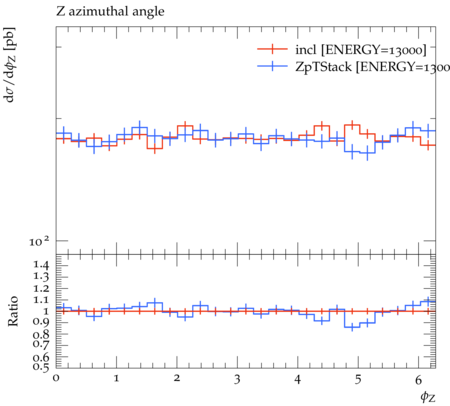 Z azimuthal angle
dσ/dϕZ [pb]
incl [ENERGY=13000]
ZpTStack [ENERGY=1300
10²
Ratio
1.4
1.3
1.2
1.1
1
0.9
0.8
0.7
0.6
0.5
0 1 2 3 4 5 6
ϕZ